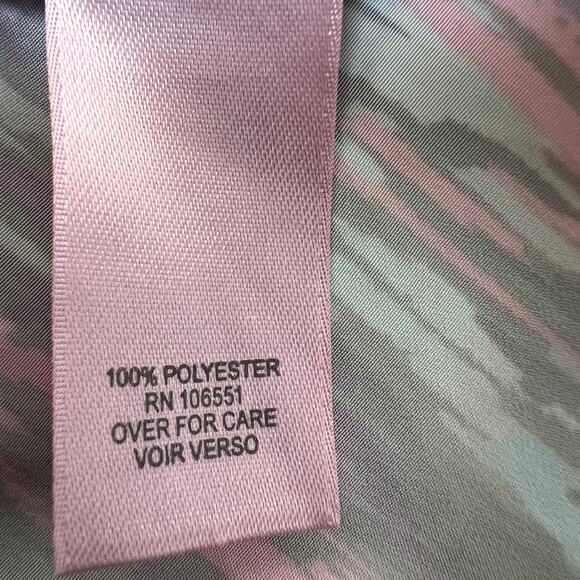 100% POLYESTER
RN 106551
OVER FOR CARE
VOIR VERSO